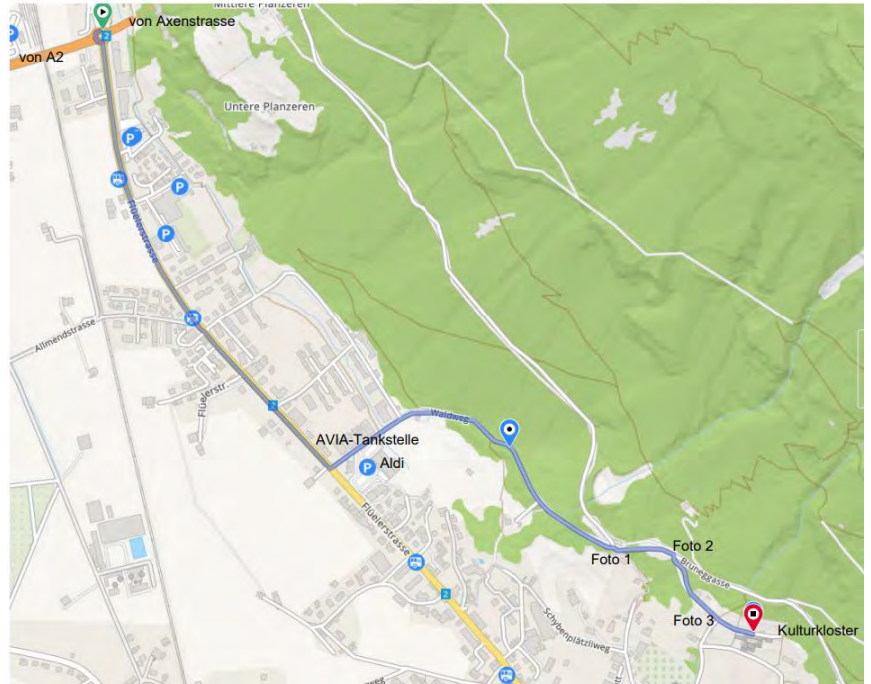 Mittlere Planzeren
von Axenstrasse
2
von A2
Untere Planzeren
P
P
P
Flüelerstrasse
Allmendstrasse
Flüelerstr.
2
Waldweg
AVIA-Tankstelle
P Aldi
Flüelerstrasse
Foto 1
Foto 2
Brüneggasse
2
Schybenplätzliweg
Foto 3
Kulturkloster